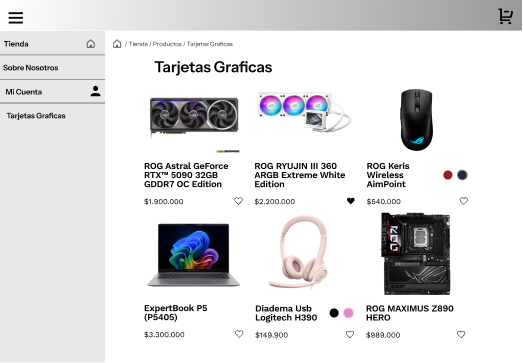 Tienda
Sobre Nosotros
Mi Cuenta
Tarjetas Graficas
/ Tienda / Productos / Tarjetas Graficas
Tarjetas Graficas
ROG Astral GeForce
RTX™ 5090 32GB
GDDR7 OC Edition
$1.900.000
ROG RYUJIN III 360
ARGB Extreme White
Edition
$2.200.000
ROG Keris
Wireless
AimPoint
$540.000
ExpertBook P5
(P5405)
$3.300.000
Diadema Usb
Logitech H390
$149.900
ROG MAXIMUS Z890
HERO
$989.000